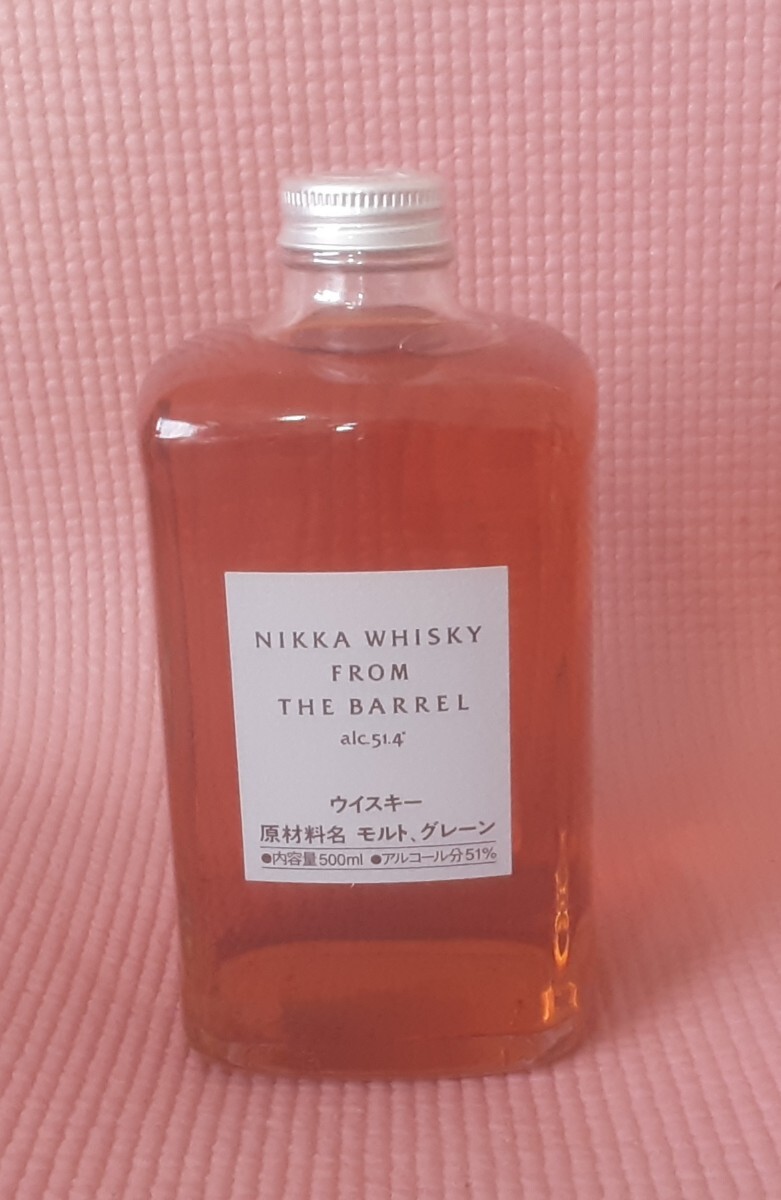 NIKKA WHISKY
FROM
THE BARREL
alc.51.4°
ウイスキー
原材料名 モルト、グレーン
●内容量500ml ●アルコール分51%